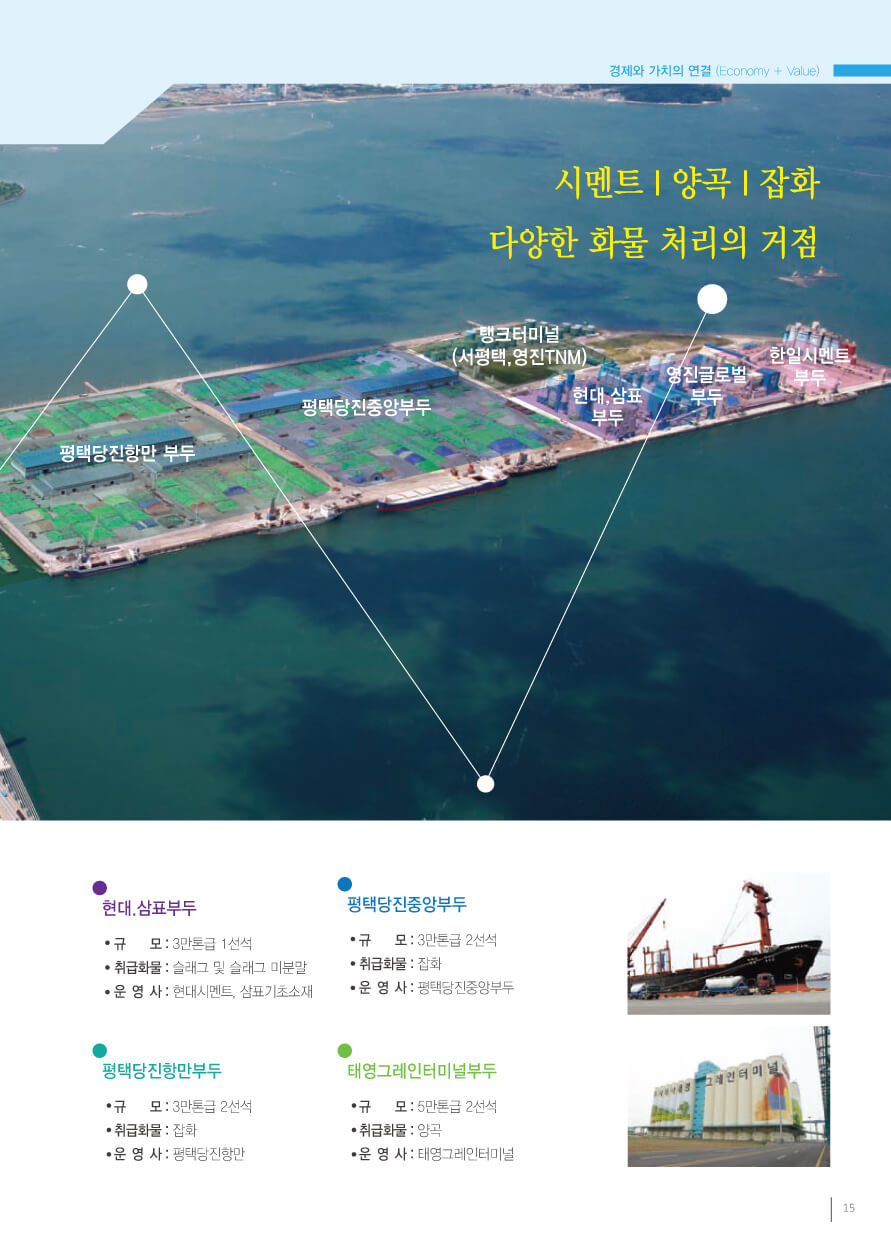 경제와 가치의 연결 (Economy + Value)
시멘트 | 양곡 | 잡화
다양한 화물 처리의 거점
탱크터미널
(서평택,영진TNM)
한일시멘트
부두
영진글로벌
부두
현대.삼표
부두
평택당진중앙부두
평택당진항만 부두
현대.삼표부두
• 규 모 : 3만톤급 1선석
• 취급화물 : 슬래그 및 슬래그 미분말
• 운 영 사 : 현대시멘트, 삼표기초소재
평택당진중앙부두
• 규 모 : 3만톤급 2선석
• 취급화물 : 잡화
• 운 영 사 : 평택당진중앙부두
평택당진항만부두
• 규 모 : 3만톤급 2선석
• 취급화물 : 잡화
• 운 영 사 : 평택당진항만
태영그레인터미널부두
• 규 모 : 5만톤급 2선석
• 취급화물 : 양곡
• 운 영 사 : 태영그레인터미널
그레인터미널
15